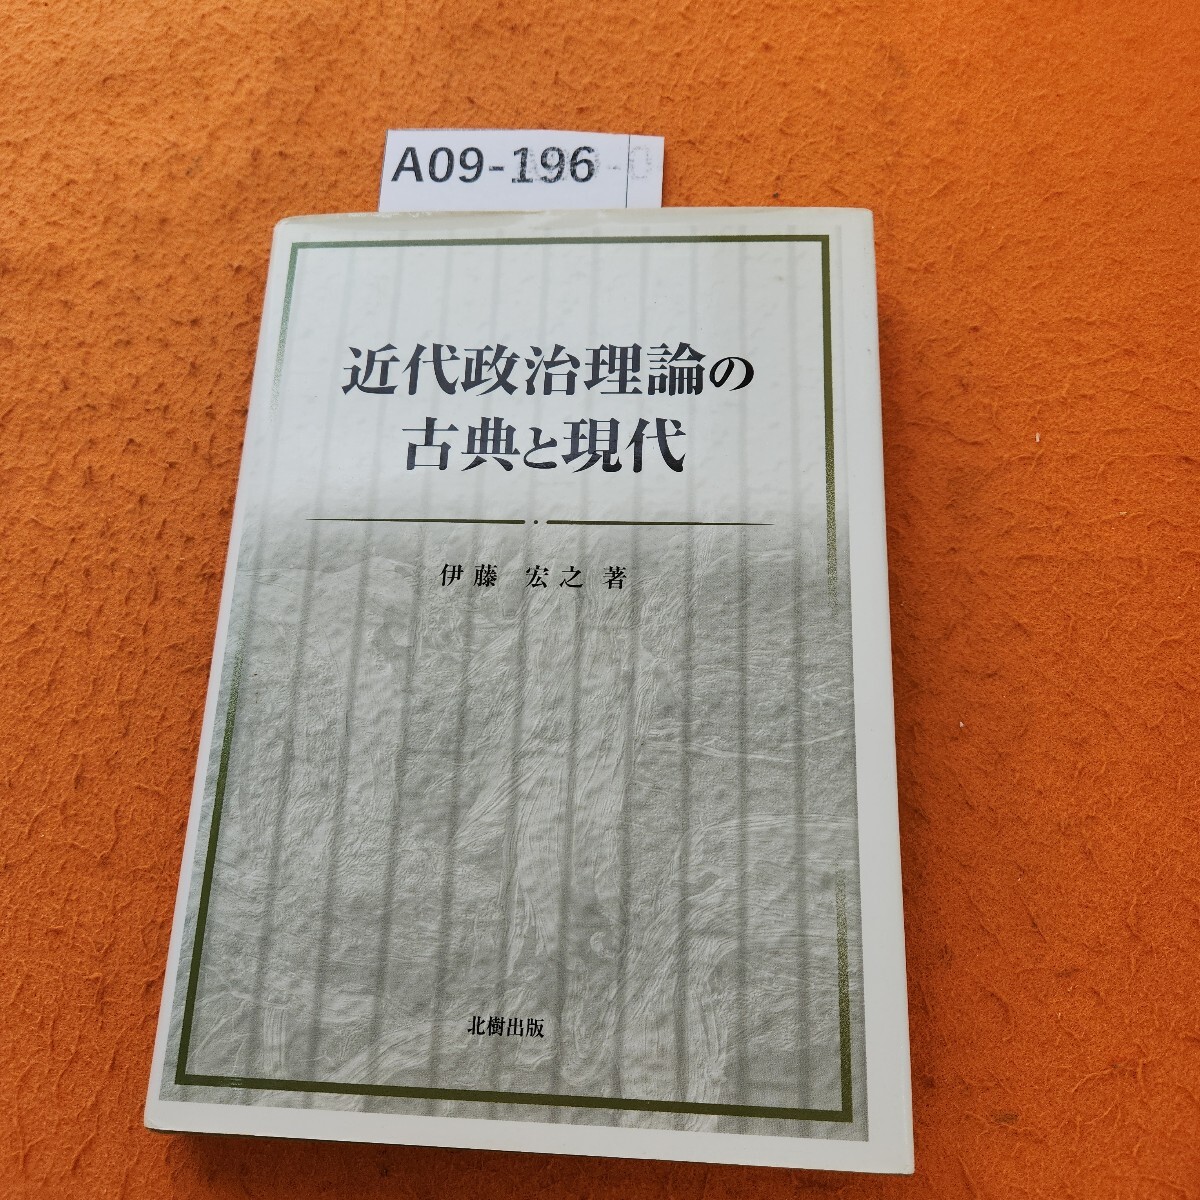 A09-196
近代政治理論の
古典と現代
伊藤 宏之 著
北樹出版